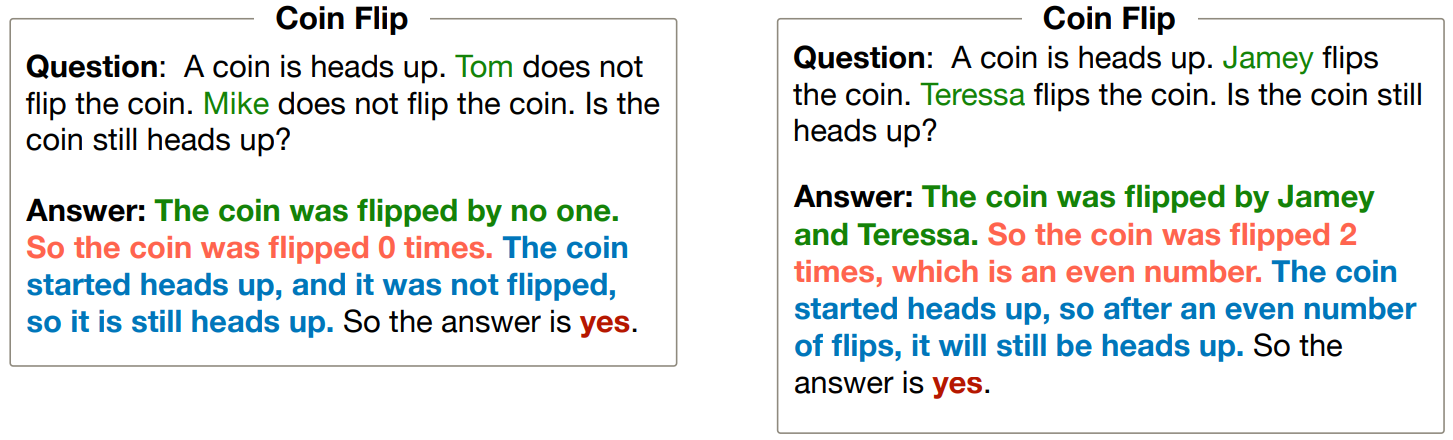 Coin Flip
Question:  A coin is heads up. Tom does not
flip the coin. Mike does not flip the coin. Is the
coin still heads up?
Answer: The coin was flipped by no one.
So the coin was flipped 0 times. The coin
started heads up, and it was not flipped,
so it is still heads up. So the answer is yes.
Coin Flip
Question:  A coin is heads up. Jamey flips
the coin. Teressa flips the coin. Is the coin still
heads up?
Answer: The coin was flipped by Jamey
and Teressa. So the coin was flipped 2
times, which is an even number. The coin
started heads up, so after an even number
of flips, it will still be heads up. So the
answer is yes.